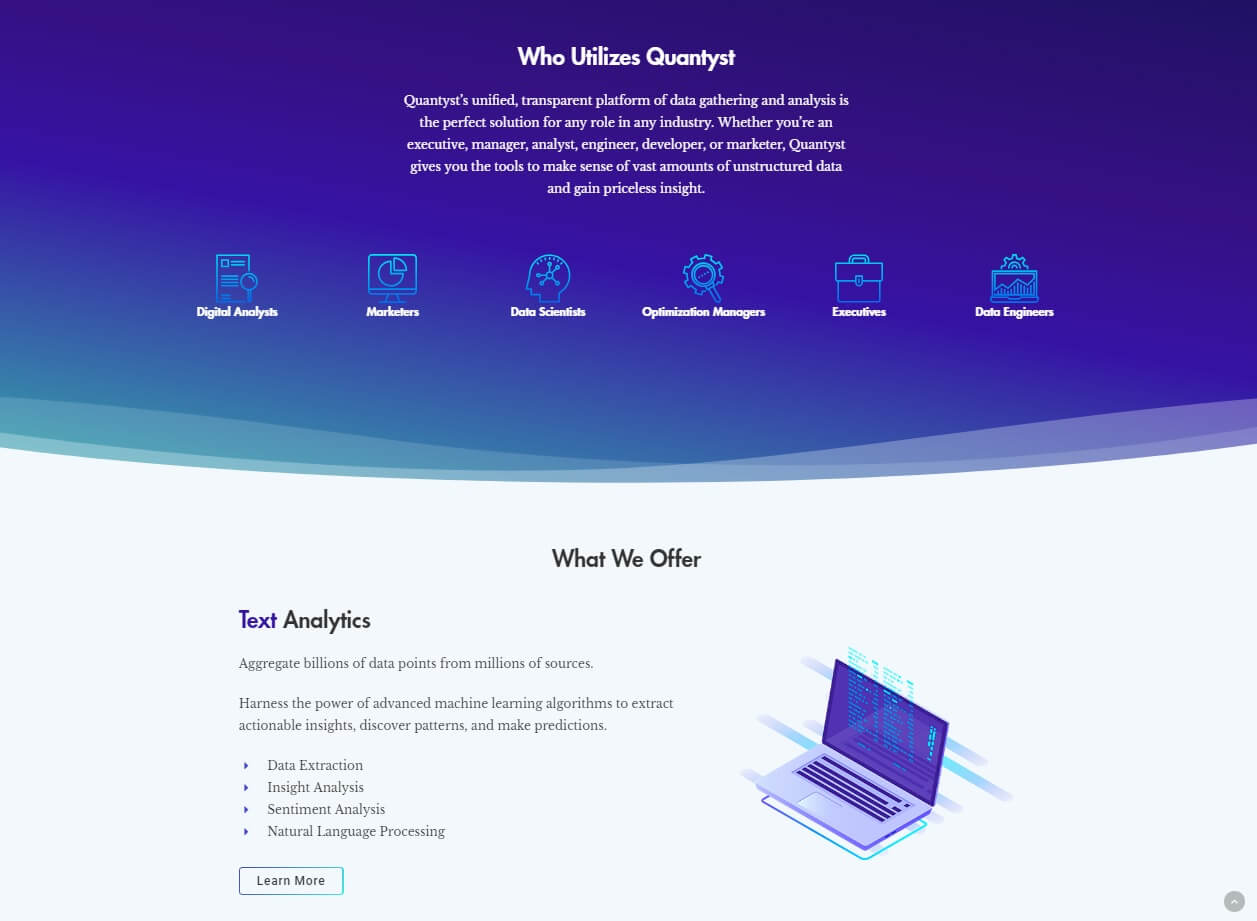 Who Utilizes Quantyst
Quantyst’s unified, transparent platform of data gathering and analysis is
the perfect solution for any role in any industry. Whether you’re an
executive, manager, analyst, engineer, developer, or marketer, Quantyst
gives you the tools to make sense of vast amounts of unstructured data
and gain priceless insight.
Digital Analysts
Marketers
Data Scientists
Optimization Managers
Executives
Data Engineers
What We Offer
Text Analytics
Aggregate billions of data points from millions of sources.
Harness the power of advanced machine learning algorithms to extract
actionable insights, discover patterns, and make predictions.
Data Extraction
Insight Analysis
Sentiment Analysis
Natural Language Processing
Learn More